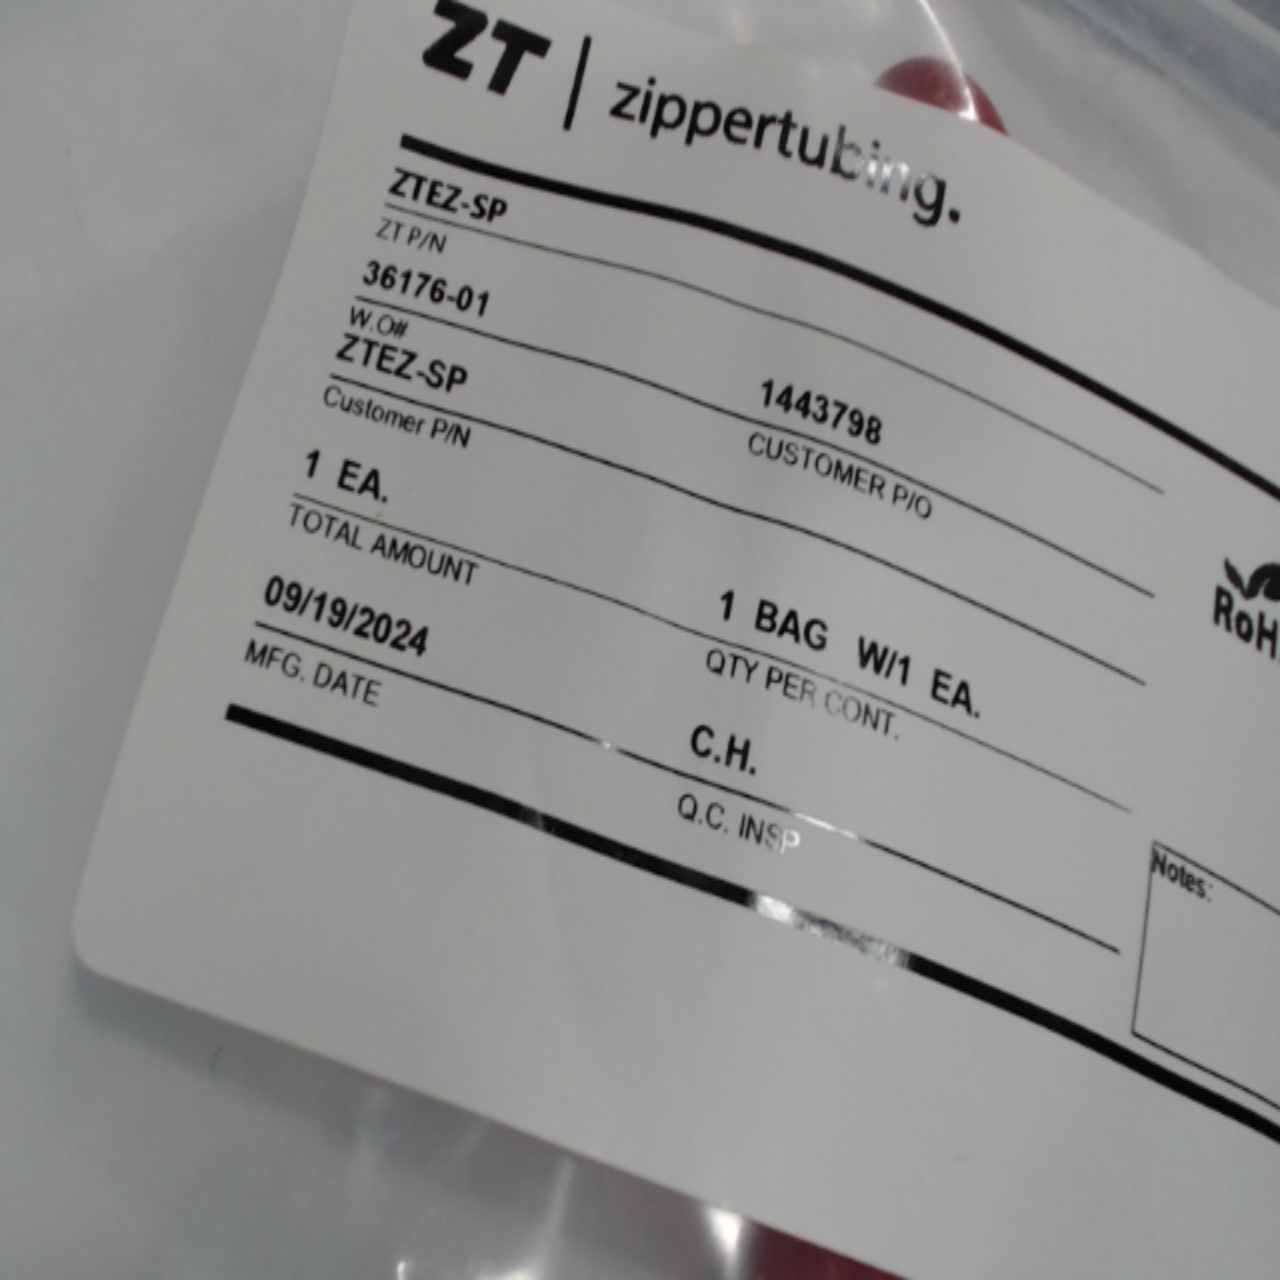 ZT | zippertubing.
ZTEZ-SP
ZT P/N
36176-01
1443798
W.O#
CUSTOMER P/O
ZTEZ-SP
Customer P/N
1 EA.
1 BAG W/1 EA.
TOTAL AMOUNT
QTY PER CONT.
09/19/2024
C.H.
MFG. DATE
Q.C. INSP
RoH
Notes: